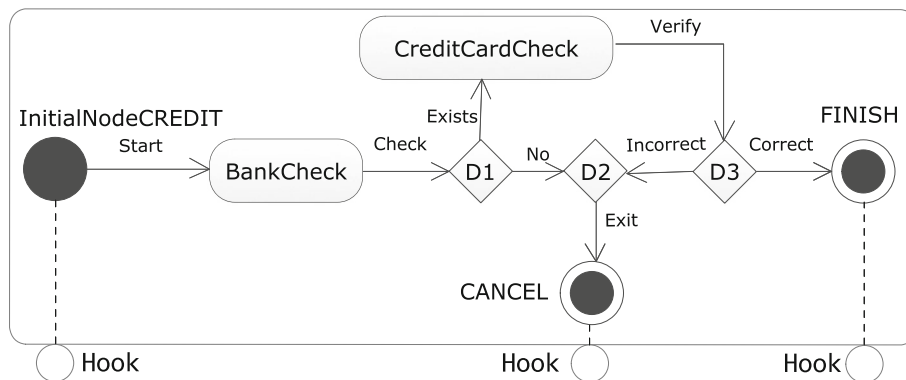 CreditCardCheck
Verify
InitialNodeCREDIT
Exists
FINISH
Start
Check
No
Incorrect
Correct
BankCheck
D1
D2
D3
Exit
CANCEL
Hook
Hook
Hook